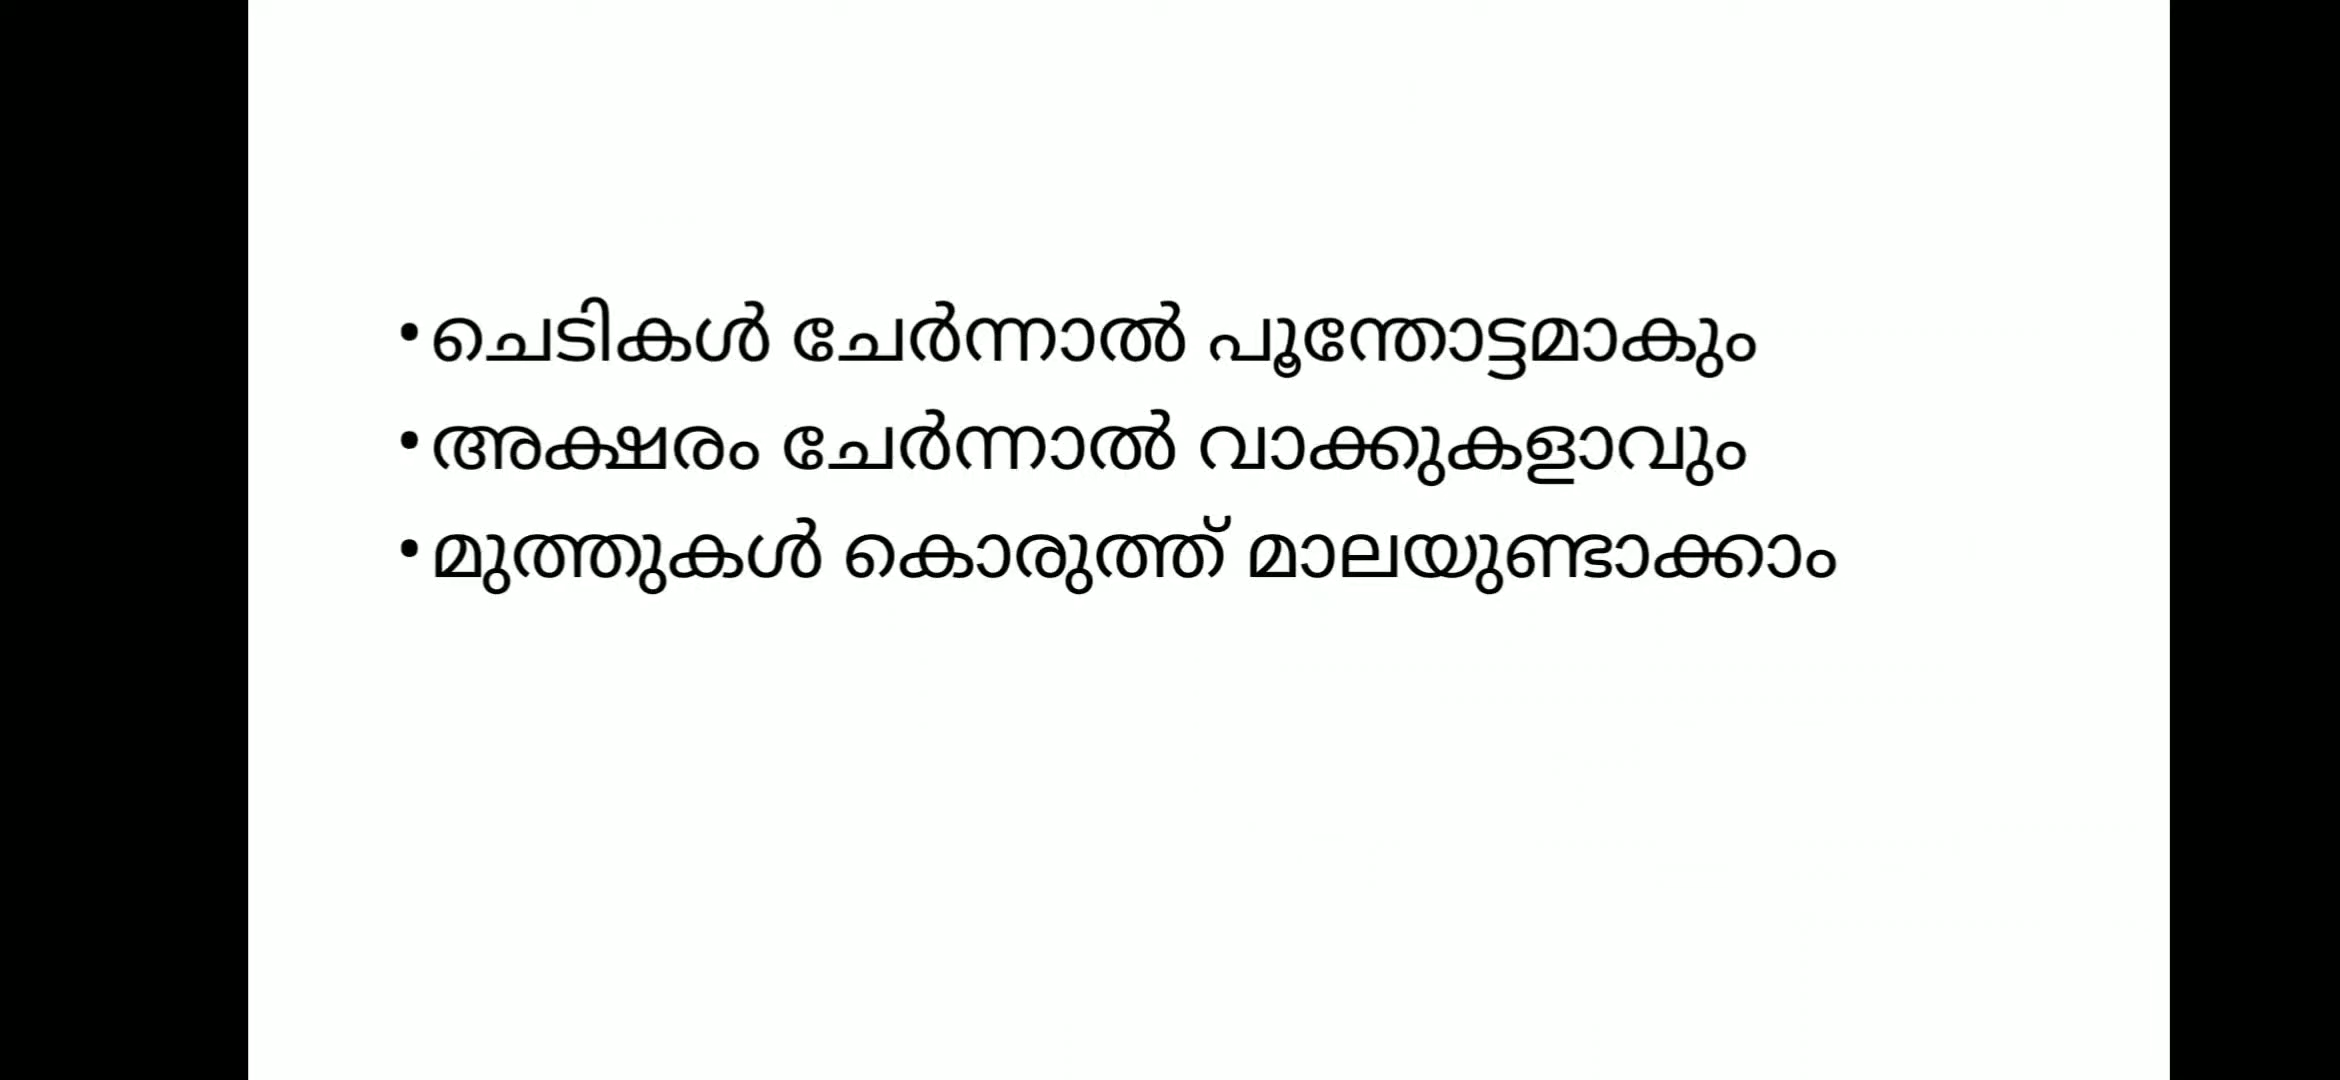 •ചെടികൾ ചേർന്നാൽ പൂന്തോട്ടമാകും
•അക്ഷരം ചേർന്നാൽ വാക്കുകളാവും
•മുത്തുകൾ കൊരുത്ത് മാലയുണ്ടാക്കാം